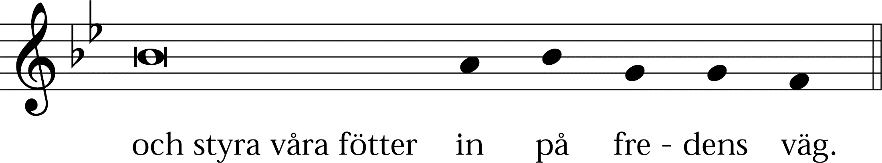 och styra våra fötter in på fre - dens väg.